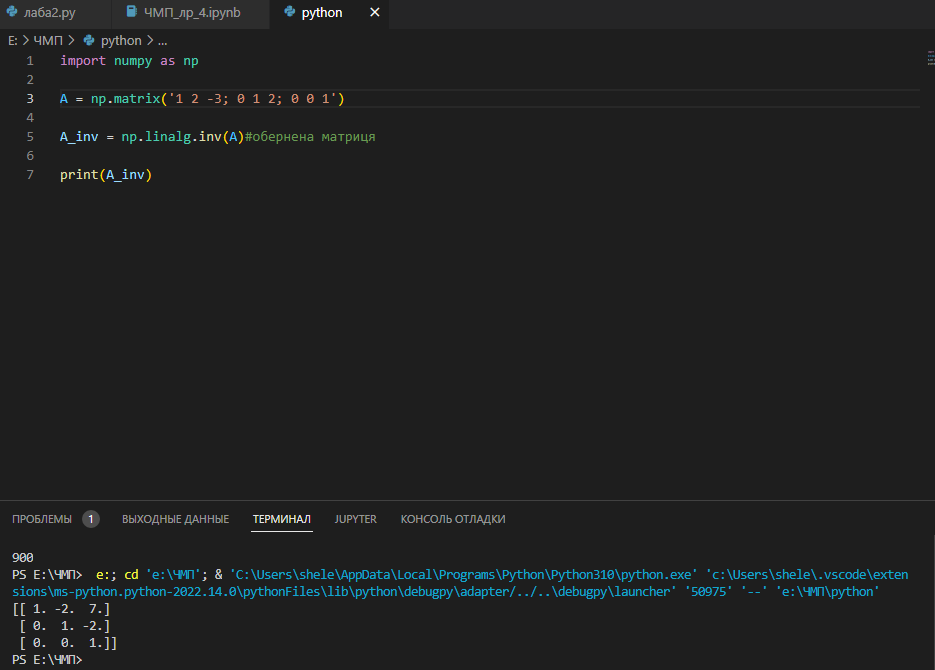 лаба2.py ЧМП_лр_4.ipynb python
E: > ЧМП > python > ...
1 import numpy as np
2
3 A = np.matrix('1 2 -3; 0 1 2; 0 0 1')
4
5 A_inv = np.linalg.inv(A)#обернена матриця
6
7 print(A_inv)
ПРОБЛЕМЫ 1 ВЫХОДНЫЕ ДАННЫЕ ТЕРМИНАЛ JUPYTER КОНСОЛЬ ОТЛАДКИ
900
PS E:\ЧМП>  e:; cd 'e:\ЧМП'; & 'C:\Users\shele\AppData\Local\Programs\Python\Python310\python.exe' 'c:\Users\shele\.vscode\exten
sions\ms-python.python-2022.14.0\pythonFiles\lib\python\debugpy\adapter/../..\debugpy\launcher' '50975' '--' 'e:\ЧМП\python'
[[ 1. -2.  7.]
 [ 0.  1. -2.]
 [ 0.  0.  1.]]
PS E:\ЧМП>